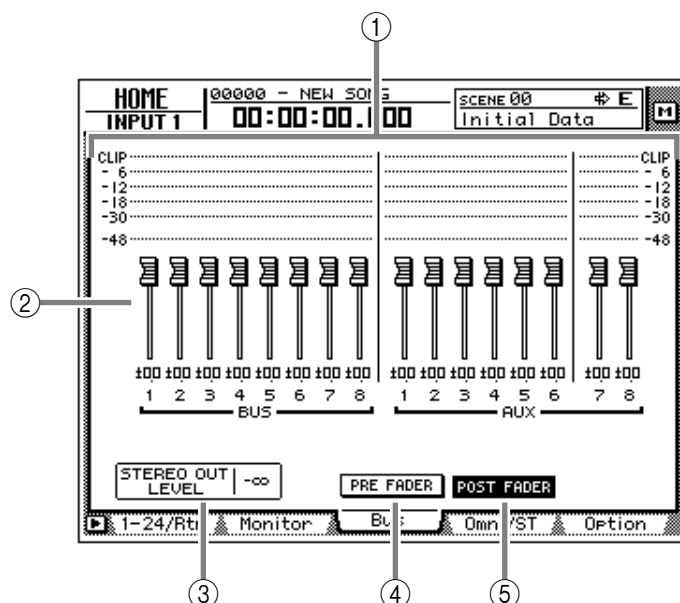 ①
HOME
INPUT 1
00000 - NEW SONG
00:00:00.000
SCENE 00 E
Initial Data
M
CLIP CLIP
- 6 - 6
-12 -12
-18 -18
-30 -30
-48 -48
②
±00 ±00 ±00 ±00 ±00 ±00 ±00 ±00 ±00 ±00 ±00 ±00 ±00 ±00 ±00 ±00
1 2 3 4 5 6 7 8 1 2 3 4 5 6 7 8
BUS AUX
STEREO OUT LEVEL
-∞
PRE FADER
POST FADER
1-24/Rtn Monitor Bus Omni/ST Option
③ ④ ⑤